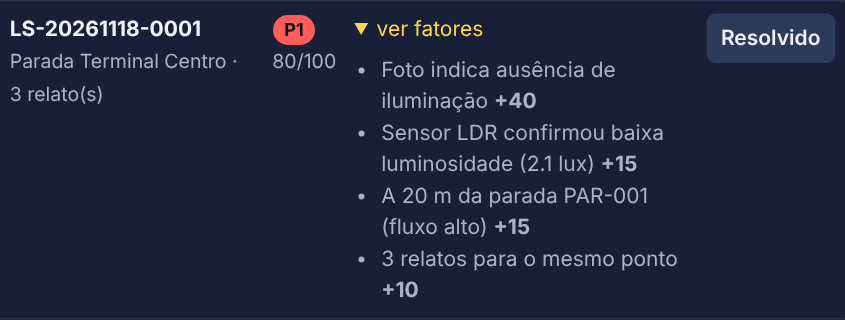 LS-20261118-0001
Parada Terminal Centro ·
3 relato(s)
P1
80/100
▼ ver fatores
• Foto indica ausência de
iluminação +40
• Sensor LDR confirmou baixa
luminosidade (2.1 lux) +15
• A 20 m da parada PAR-001
(fluxo alto) +15
• 3 relatos para o mesmo ponto
+10
Resolvido